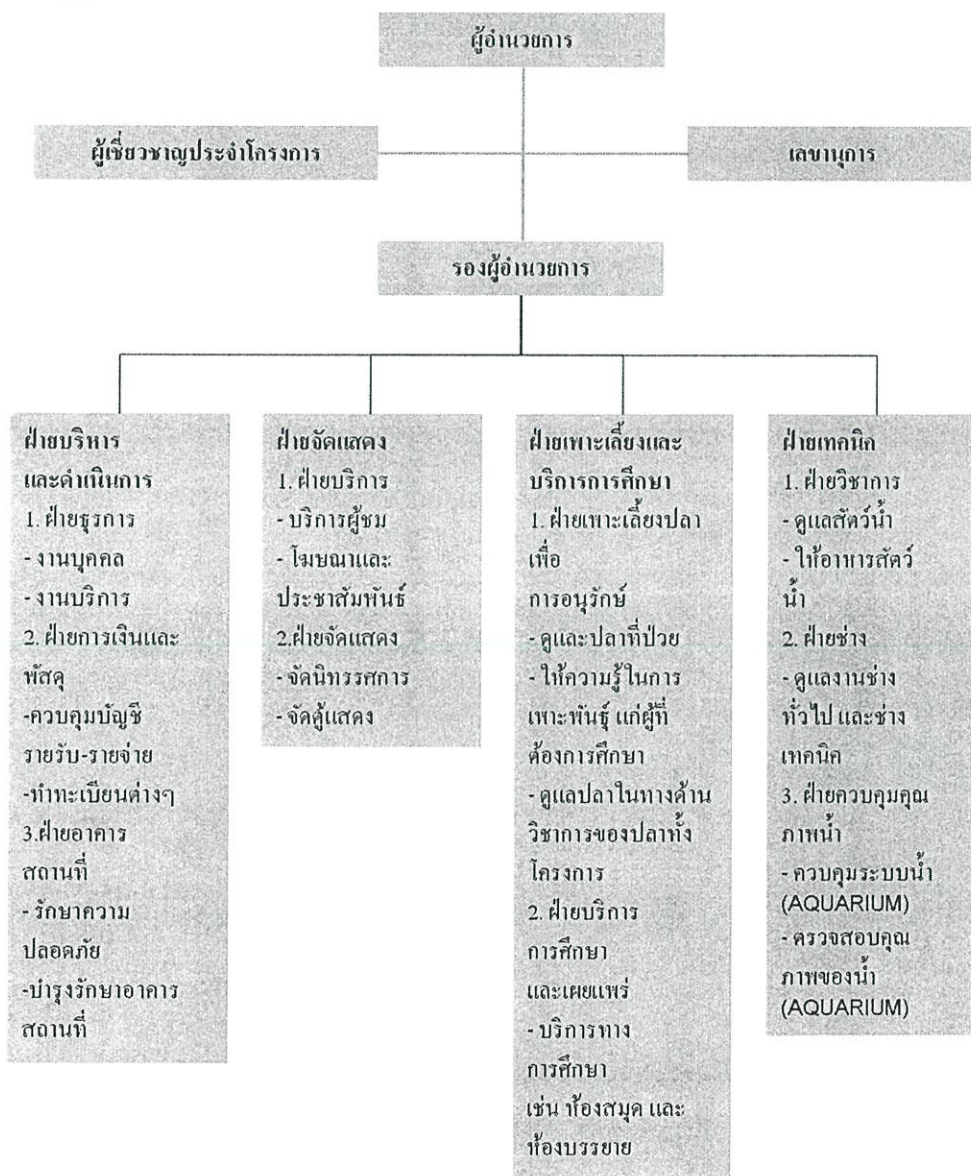 ผู้อำนวยการ
ผู้เชี่ยวชาญประจำโครงการ
เลขานุการ
รองผู้อำนวยการ
ฝ่ายบริหาร
และดำเนินการ
1. ฝ่ายธุรการ
- งานบุคคล
- งานบริการ
2. ฝ่ายการเงินและ
พัสดุ
-ควบคุมบัญชี
รายรับ-รายจ่าย
-ทำทะเบียนต่างๆ
3.ฝ่ายอาคาร
สถานที่
- รักษาความ
ปลอดภัย
-บำรุงรักษาอาคาร
สถานที่
ฝ่ายจัดแสดง
1. ฝ่ายบริการ
- บริการผู้ชม
- โฆษณาและ
ประชาสัมพันธ์
2.ฝ่ายจัดแสดง
- จัดนิทรรศการ
- จัดตู้แสดง
ฝ่ายเพาะเลี้ยงและ
บริการการศึกษา
1. ฝ่ายเพาะเลี้ยงปลา
เพื่อ
การอนุรักษ์
- ดูและปลาที่ป่วย
- ให้ความรู้ในการ
เพาะพันธุ์ แก่ผู้ที่
ต้องการศึกษา
- ดูแลปลาในทางด้าน
วิชาการของปลาทั้ง
โครงการ
2. ฝ่ายบริการ
การศึกษา
และเผยแพร่
- บริการทาง
การศึกษา
เช่น ห้องสมุด และ
ห้องบรรยาย
ฝ่ายเทคนิก
1. ฝ่ายวิชาการ
- ดูแลสัตว์น้ำ
- ให้อาหารสัตว์
น้ำ
2. ฝ่ายช่าง
- ดูแลงานช่าง
ทั่วไป และช่าง
เทคนิค
3. ฝ่ายควบคุมคุณ
ภาพน้ำ
- ควบคุมระบบน้ำ
(AQUARIUM)
- ตรวจสอบคุณ
ภาพของน้ำ
(AQUARIUM)